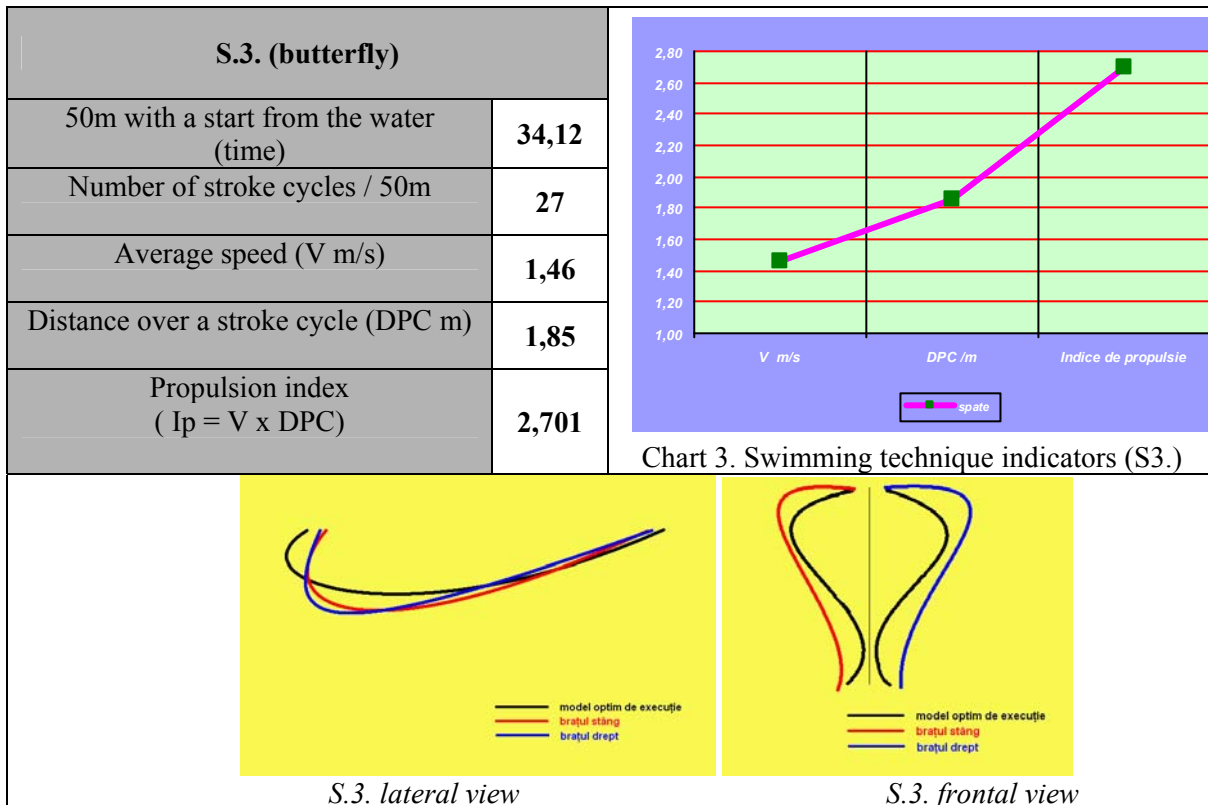 S.3. (butterfly)
50m with a start from the water
(time)
34,12
Number of stroke cycles / 50m
27
Average speed (V m/s)
1,46
Distance over a stroke cycle (DPC m)
1,85
Propulsion index
( Ip = V x DPC)
2,701
2,80
2,60
2,40
2,20
2,00
1,80
1,60
1,40
1,20
1,00
V m/s
DPC /m
Indice de propulsie
spate
Chart 3. Swimming technique indicators (S3.)
model optim de execuție
brațul stâng
brațul drept
S.3. lateral view
model optim de execuție
brațul stâng
brațul drept
S.3. frontal view